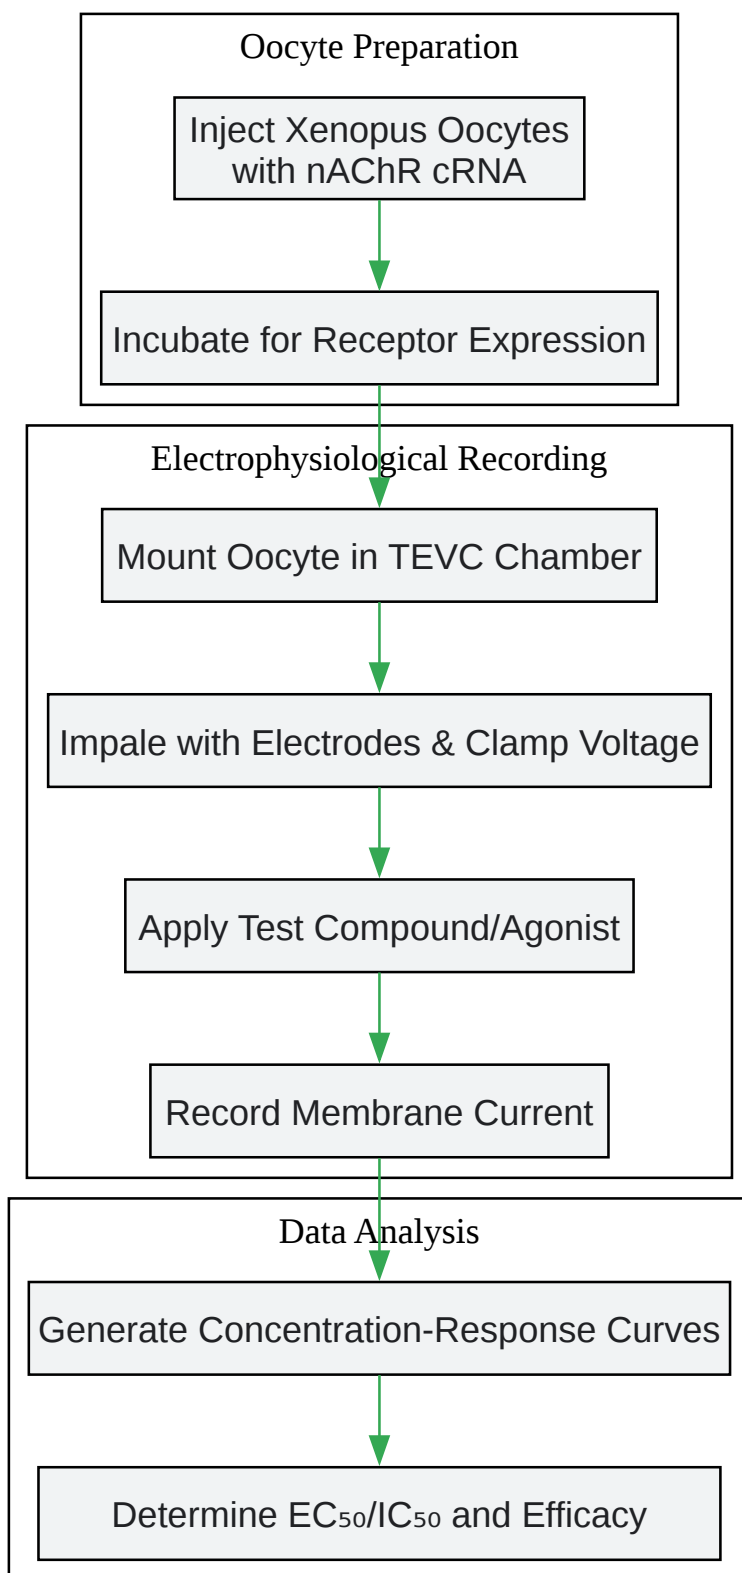 Oocyte Preparation
Inject Xenopus Oocytes
with nAChR cRNA
Incubate for Receptor Expression
Electrophysiological Recording
Mount Oocyte in TEVC Chamber
Impale with Electrodes & Clamp Voltage
Apply Test Compound/Agonist
Record Membrane Current
Data Analysis
Generate Concentration-Response Curves
Determine EC₅₀/IC₅₀ and Efficacy